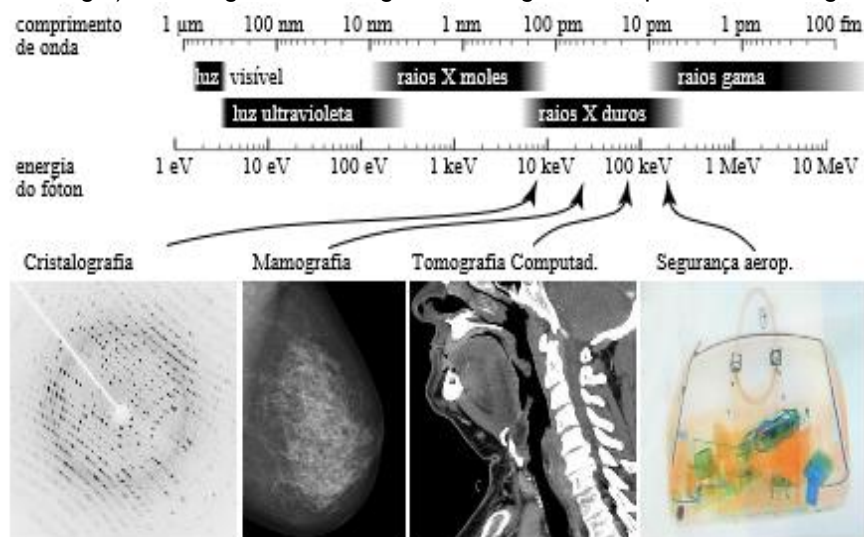 comprimento 1 µm 100 nm 10 nm 1 nm 100 pm 10 pm 1 pm 100 fm
de onda
luz visível raios X moles raios gama
luz ultravioleta raios X duros
energia 1 eV 10 eV 100 eV 1 keV 10 keV 100 keV 1 MeV 10 MeV
do fóton
Cristalografia Mamografia Tomografia Computad. Segurança aerop.